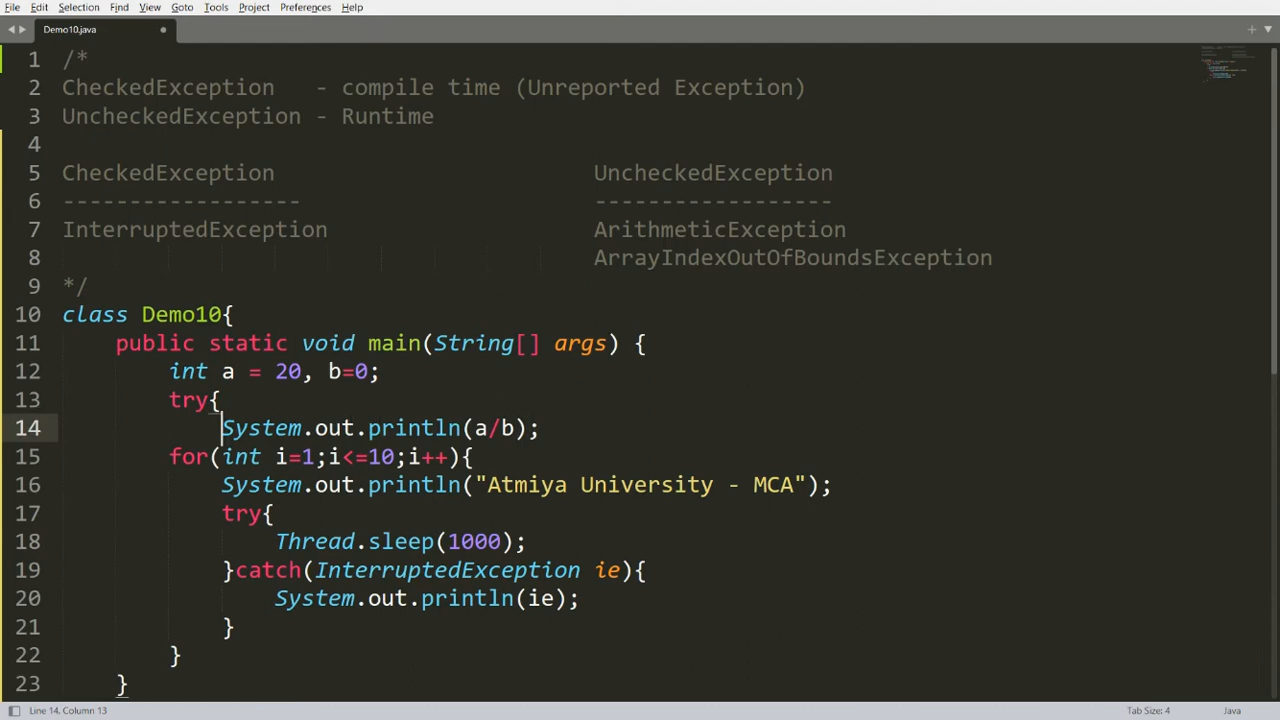 File Edit Selection Find View Goto Tools Project Preferences Help
Demo10.java
1 /*
2 CheckedException   - compile time (Unreported Exception)
3 UncheckedException - Runtime
4
5 CheckedException                        UncheckedException
6 ------------------                      ------------------
7 InterruptedException                    ArithmeticException
8                                         ArrayIndexOutOfBoundsException
9 */
10 class Demo10{
11     public static void main(String[] args) {
12         int a = 20, b=0;
13         try{
14             System.out.println(a/b);
15         for(int i=1;i<=10;i++){
16             System.out.println("Atmiya University - MCA");
17             try{
18                 Thread.sleep(1000);
19             }catch(InterruptedException ie){
20                 System.out.println(ie);
21             }
22         }
23     }
Line 14, Column 13 Tab Size: 4 Java